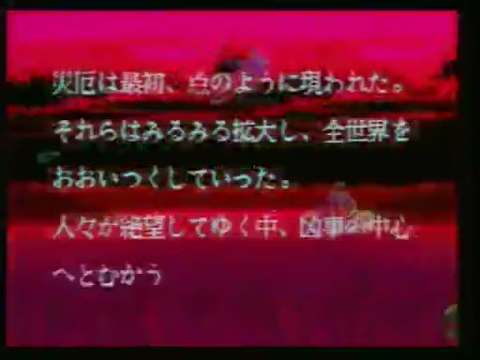 災厄は最初、点のように現われた。
それらはみるみる拡大し、全世界を
おおいつくしていった。
人々が絶望してゆく中、凶事の中心
へとむかう